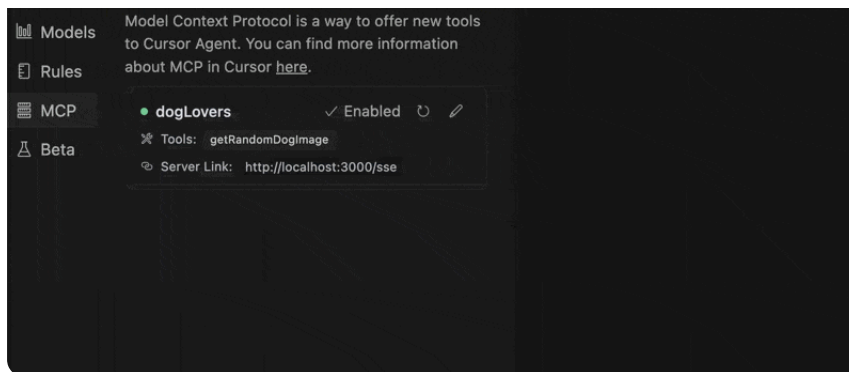 Models
Rules
MCP
Beta
Model Context Protocol is a way to offer new tools
to Cursor Agent. You can find more information
about MCP in Cursor here.
dogLovers Enabled
Tools: getRandomDogImage
Server Link: http://localhost:3000/sse